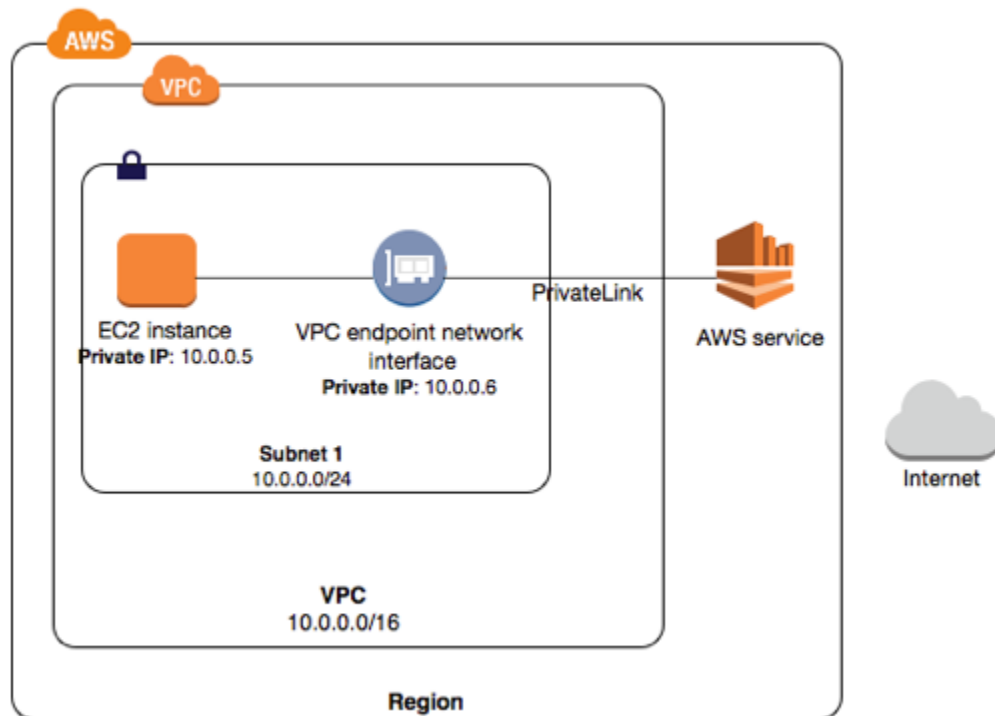 AWS
VPC
EC2 instance
Private IP: 10.0.0.5
VPC endpoint network
interface
Private IP: 10.0.0.6
PrivateLink
AWS service
Subnet 1
10.0.0.0/24
Internet
VPC
10.0.0.0/16
Region